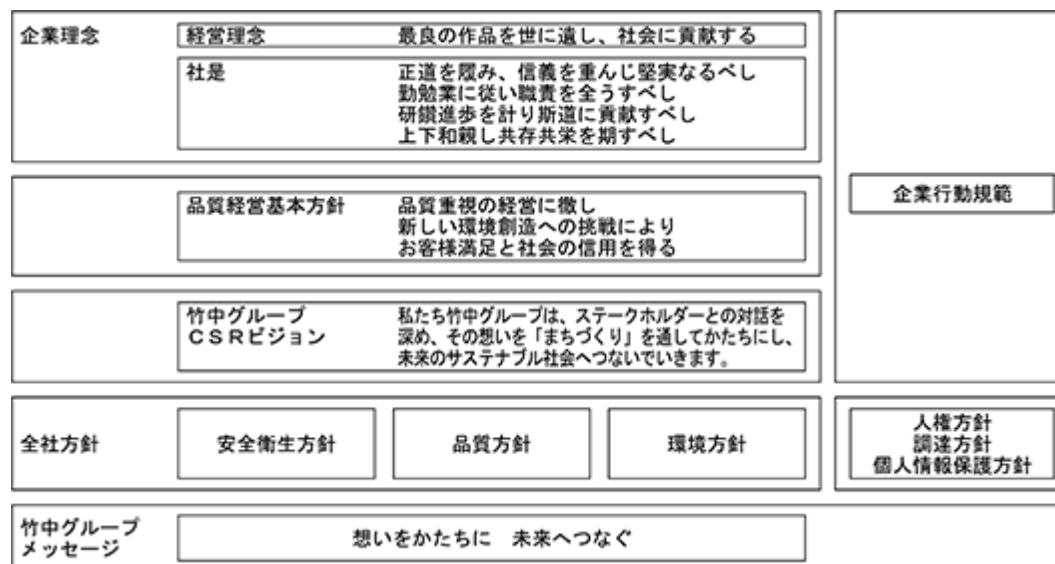 企業理念
経営理念 最良の作品を世に遺し、社会に貢献する
社是 正道を履み、信義を重んじ堅実なるべし
勤勉業に従い職責を全うすべし
研鑽進歩を計り斯道に貢献すべし
上下和親し共存共栄を期すべし
品質経営基本方針 品質重視の経営に徹し
新しい環境創造への挑戦により
お客様満足と社会の信用を得る
竹中グループ
CSRビジョン
私たち竹中グループは、ステークホルダーとの対話を
深め、その想いを「まちづくり」を通してかたちにし、
未来のサステナブル社会へつないでいきます。
企業行動規範
全社方針
安全衛生方針
品質方針
環境方針
人権方針
調達方針
個人情報保護方針
竹中グループ
メッセージ
想いをかたちに 未来へつなぐ